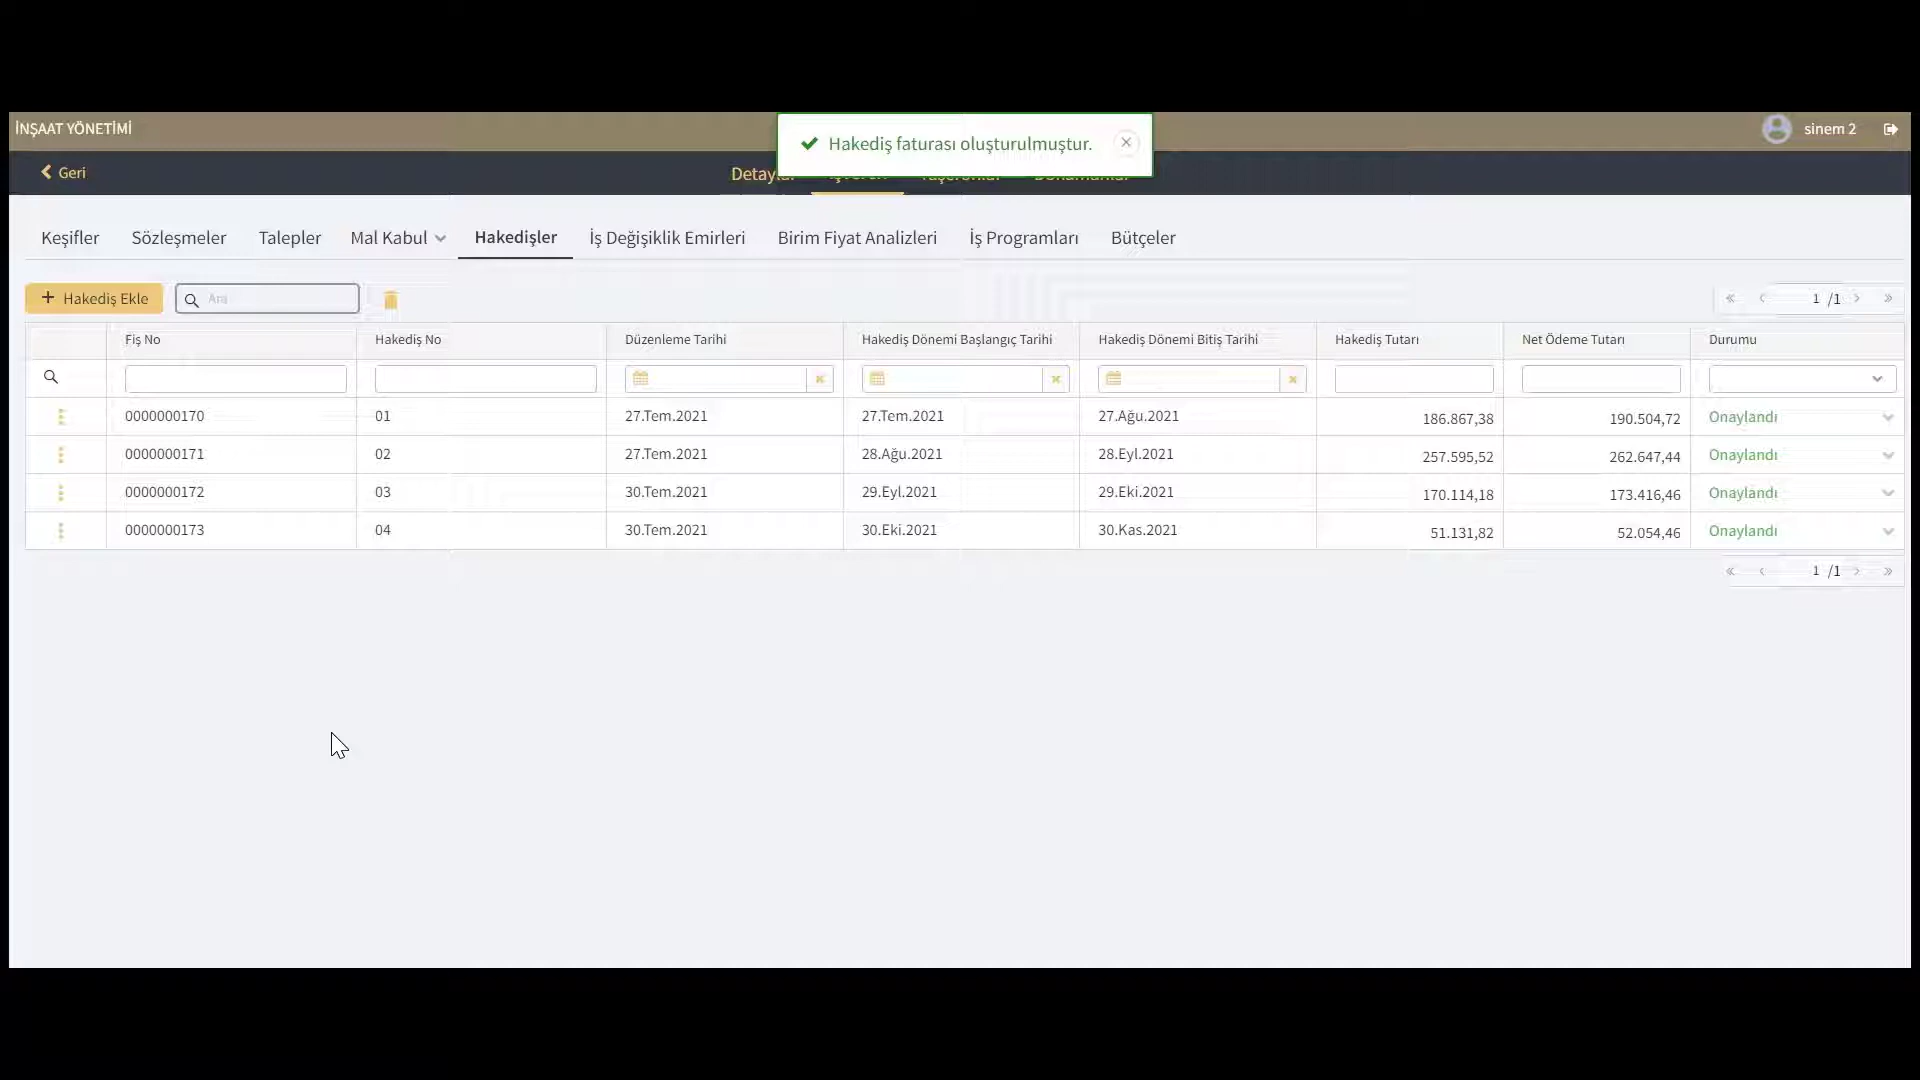 İNŞAAT YÖNETİMİ
sinem 2
Hakediş faturası oluşturulmuştur.
Geri
Keşifler Sözleşmeler Talepler Mal Kabul Hakedişler İş Değişiklik Emirleri Birim Fiyat Analizleri İş Programları Bütçeler
+ Hakediş Ekle Ara « ‹ 1 /1 › »
Fiş No Hakediş No Düzenleme Tarihi Hakediş Dönemi Başlangıç Tarihi Hakediş Dönemi Bitiş Tarihi Hakediş Tutarı Net Ödeme Tutarı Durumu
0000000170 01 27.Tem.2021 27.Tem.2021 27.Ağu.2021 186.867,38 190.504,72 Onaylandı
0000000171 02 27.Tem.2021 28.Ağu.2021 28.Eyl.2021 257.595,52 262.647,44 Onaylandı
0000000172 03 30.Tem.2021 29.Eyl.2021 29.Eki.2021 170.114,18 173.416,46 Onaylandı
0000000173 04 30.Tem.2021 30.Eki.2021 30.Kas.2021 51.131,82 52.054,46 Onaylandı
« ‹ 1 /1 › »